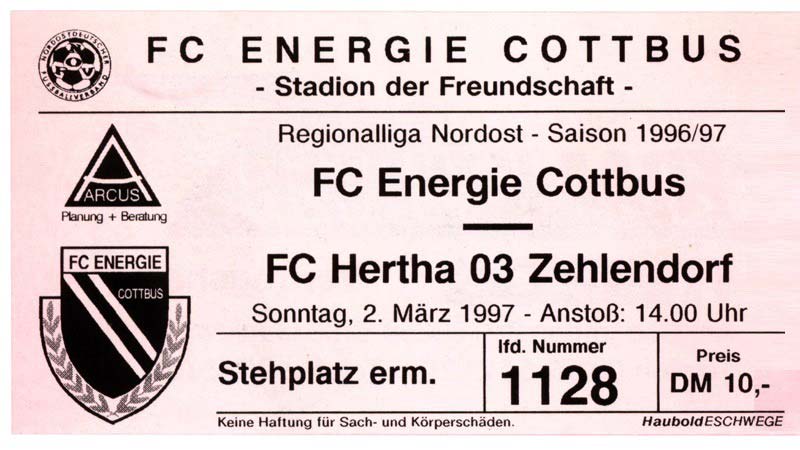 NORDOSTDEUTSCHER FUSSBALLVERBAND
NOFV
FC ENERGIE COTTBUS
- Stadion der Freundschaft -
Regionalliga Nordost - Saison 1996/97
ARCUS
Planung + Beratung
FC Energie Cottbus
—
FC Hertha 03 Zehlendorf
Sonntag, 2. März 1997 - Anstoß: 14.00 Uhr
FC ENERGIE
COTTBUS
Stehplatz erm.
lfd. Nummer
1128
Preis
DM 10,-
Keine Haftung für Sach- und Körperschäden.
HauboldESCHWEGE